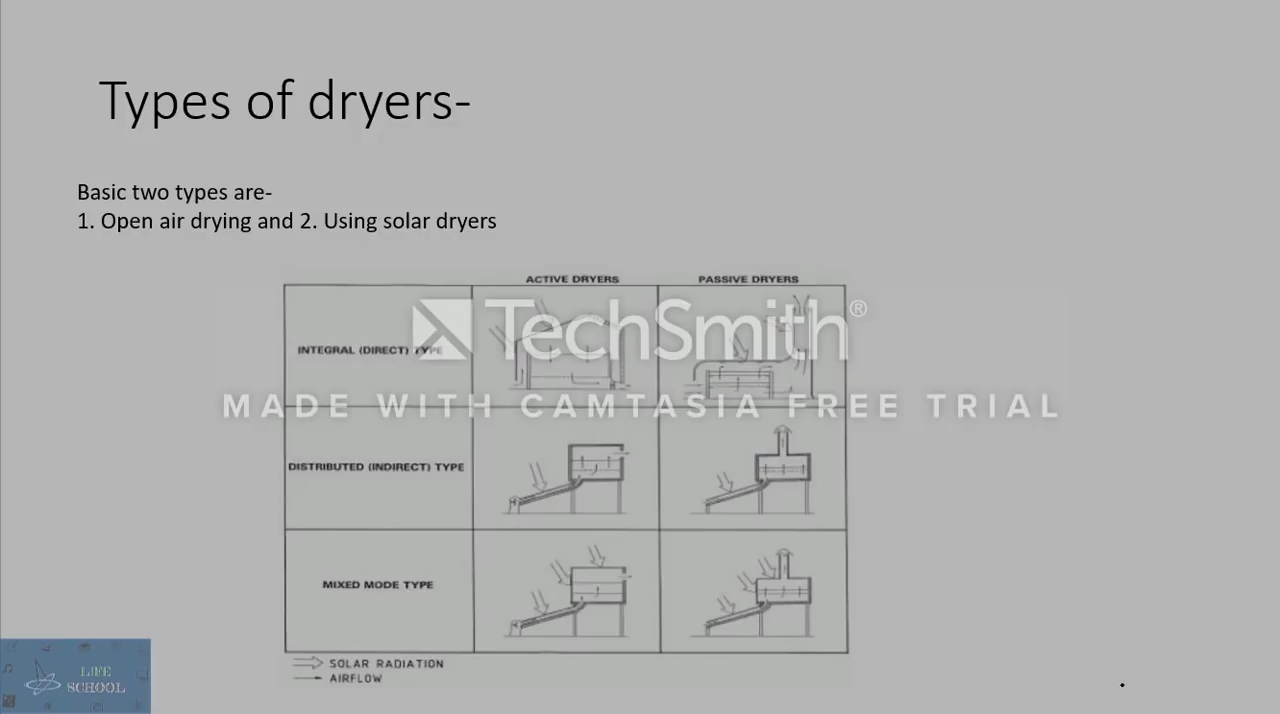 Types of dryers-
Basic two types are-
1. Open air drying and 2. Using solar dryers
ACTIVE DRYERS PASSIVE DRYERS
TechSmith®
INTEGRAL (DIRECT) TYPE
MADE WITH CAMTASIA FREE TRIAL
DISTRIBUTED (INDIRECT) TYPE
MIXED MODE TYPE
SOLAR RADIATION
AIRFLOW
LIFE
SCHOOL